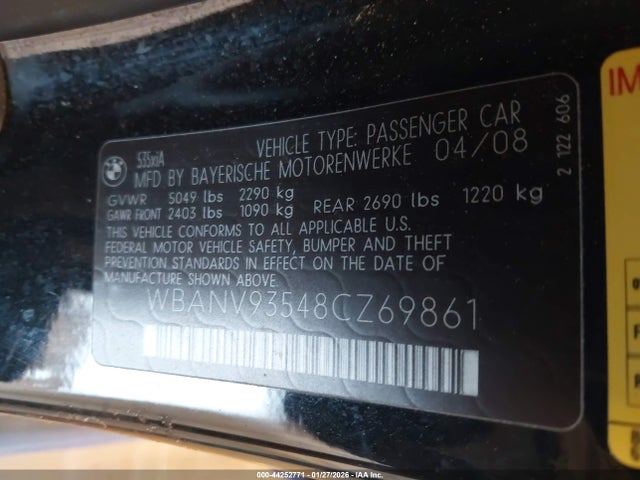 535xiA VEHICLE TYPE: PASSENGER CAR
MFD BY BAYERISCHE MOTORENWERKE 04/08
GVWR 5049 lbs 2290 kg
GAWR FRONT 2403 lbs 1090 kg REAR 2690 lbs 1220 kg
THIS VEHICLE CONFORMS TO ALL APPLICABLE U.S.
FEDERAL MOTOR VEHICLE SAFETY, BUMPER AND THEFT
PREVENTION STANDARDS IN EFFECT ON THE DATE OF
MANUFACTURE SHOWN ABOVE.
WBANV93548CZ69861
2 122 606
IM
000-44252771 - 01/27/2026 - IAA Inc.